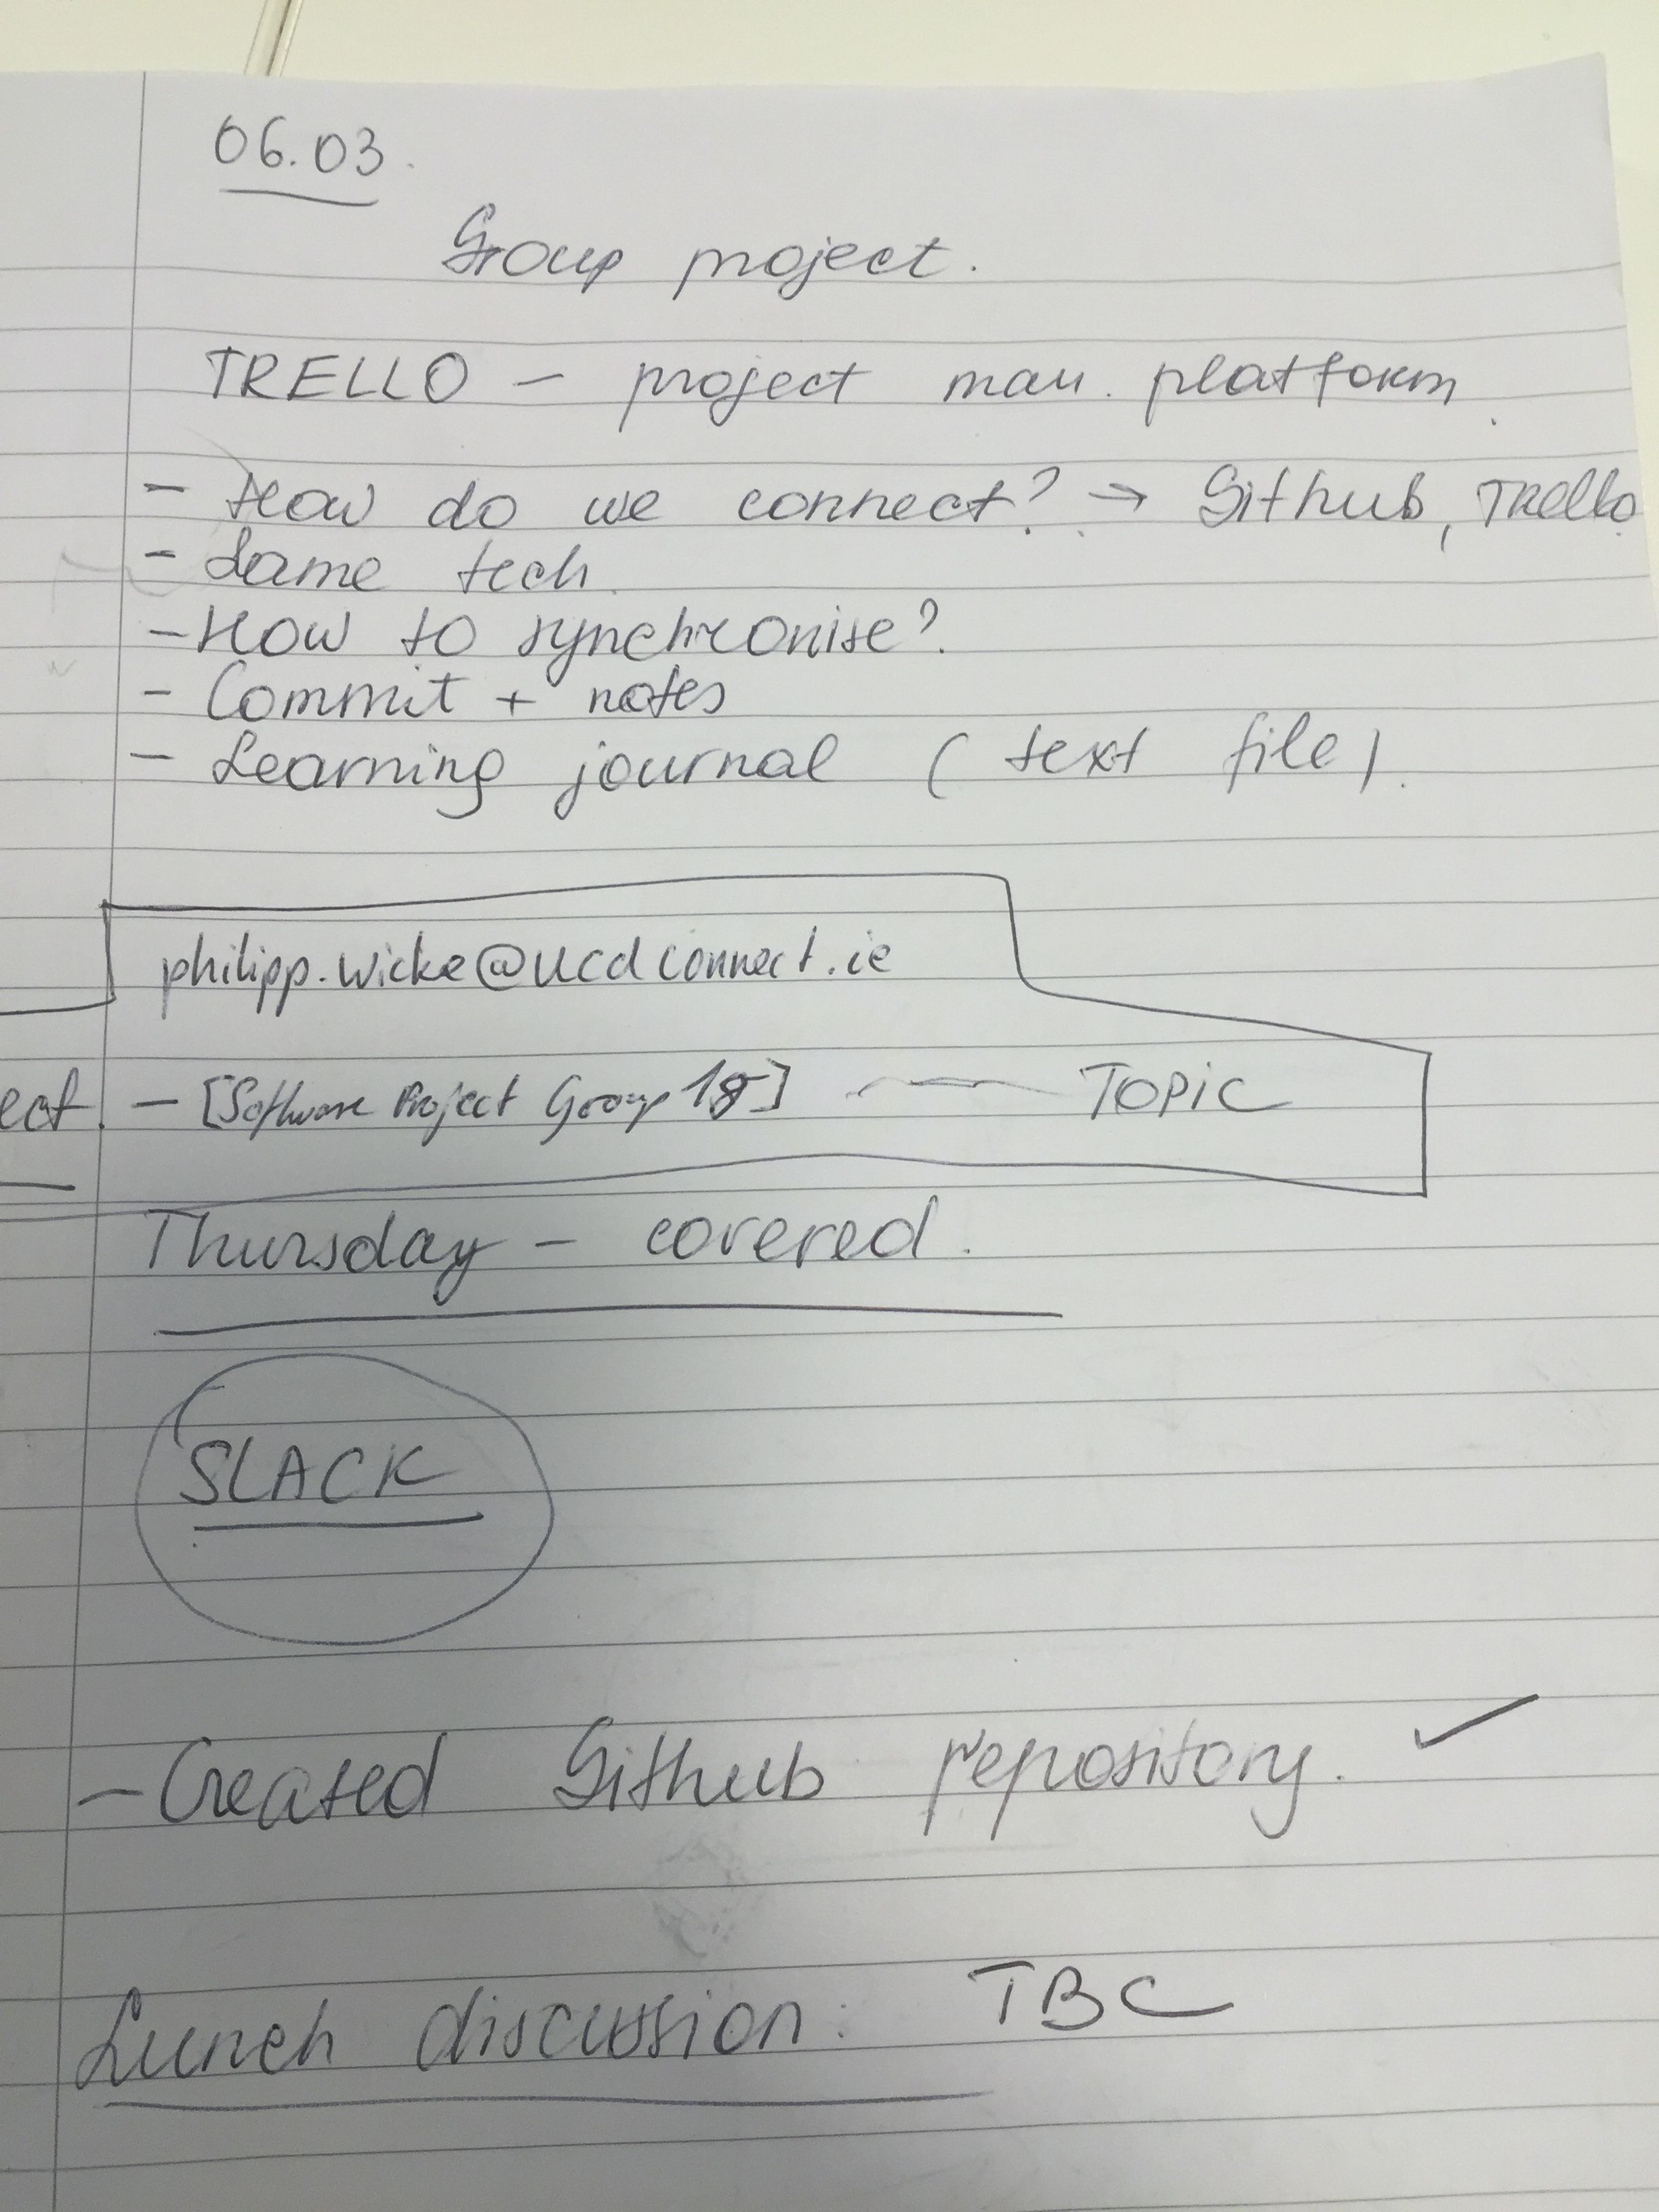 06.03.
Group project.
TRELLO – project man. platform.
- How do we connect? → Github, Trello.
- Same tech.
- How to synchronise?
- Commit + notes
- Learning journal (text file).
philipp.wicke@ucdconnect.ie
ect. - [Software Project Group 18] — TOPIC
Thursday - covered.
SLACK
- Created Github repository. ✓
Lunch discussion: TBC